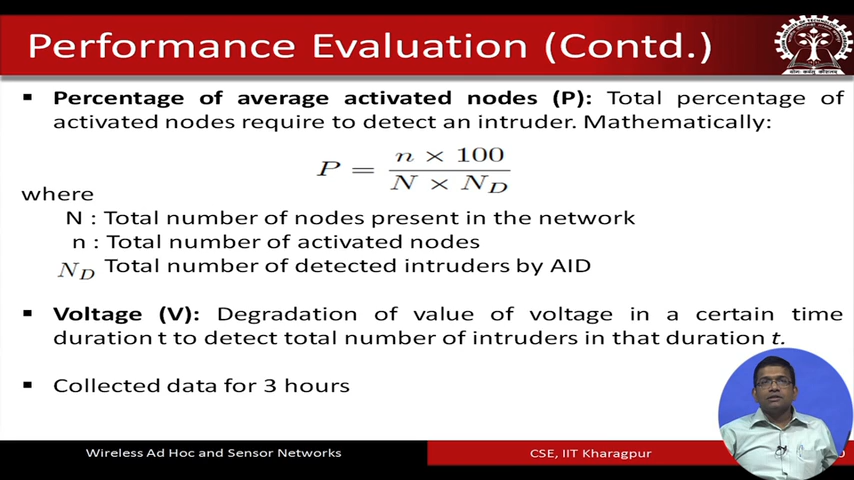 Performance Evaluation (Contd.)
▪ Percentage of average activated nodes (P): Total percentage of
activated nodes require to detect an intruder. Mathematically:
P = n × 100 / N × N_D
where
N : Total number of nodes present in the network
n : Total number of activated nodes
N_D Total number of detected intruders by AID
▪ Voltage (V): Degradation of value of voltage in a certain time
duration t to detect total number of intruders in that duration t.
▪ Collected data for 3 hours
Wireless Ad Hoc and Sensor Networks
CSE, IIT Kharagpur